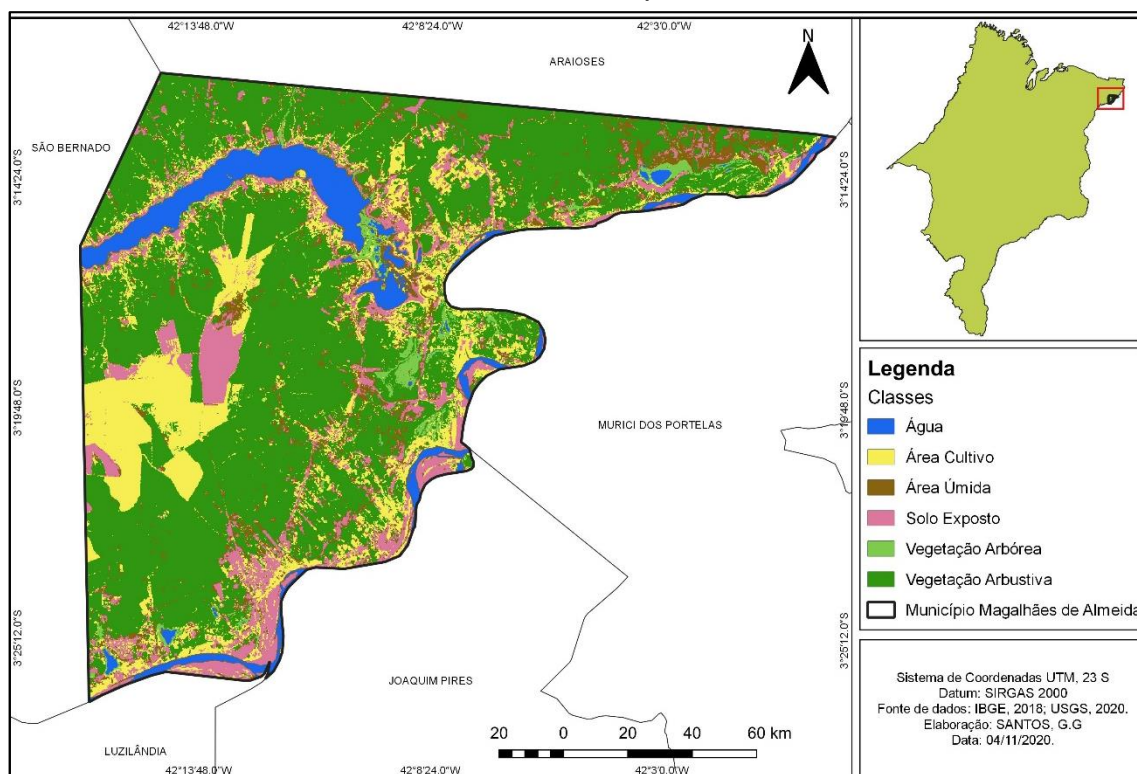 42°13'48.0"W
42°8'24.0"W
42°3'0.0"W
N
ARAIOSES
SÃO BERNADO
3°14'24.0"S
3°14'24.0"S
3°19'48.0"S
3°19'48.0"S
MURICI DOS PORTELAS
3°25'12.0"S
3°25'12.0"S
JOAQUIM PIRES
LUZILÂNDIA
20 0 20 40 60 km
42°13'48.0"W
42°8'24.0"W
42°3'0.0"W
Legenda
Classes
Água
Área Cultivo
Área Úmida
Solo Exposto
Vegetação Arbórea
Vegetação Arbustiva
Município Magalhães de Almeida
Sistema de Coordenadas UTM, 23 S
Datum: SIRGAS 2000
Fonte de dados: IBGE, 2018; USGS, 2020.
Elaboração: SANTOS, G.G
Data: 04/11/2020.